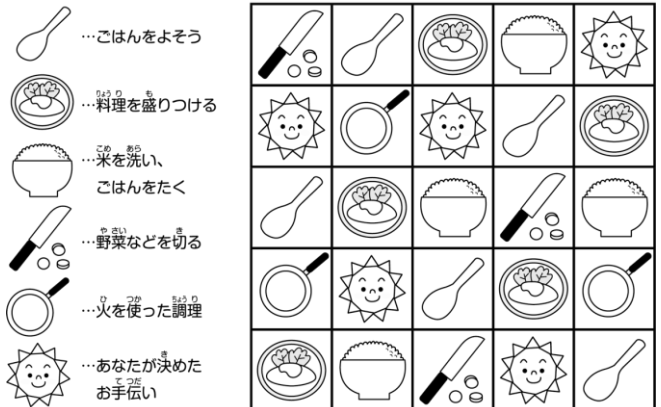 …ごはんをよそう
…料理を盛りつける
…米を洗い、
ごはんをたく
…野菜などを切る
…火を使った調理
…あなたが決めた
お手伝い